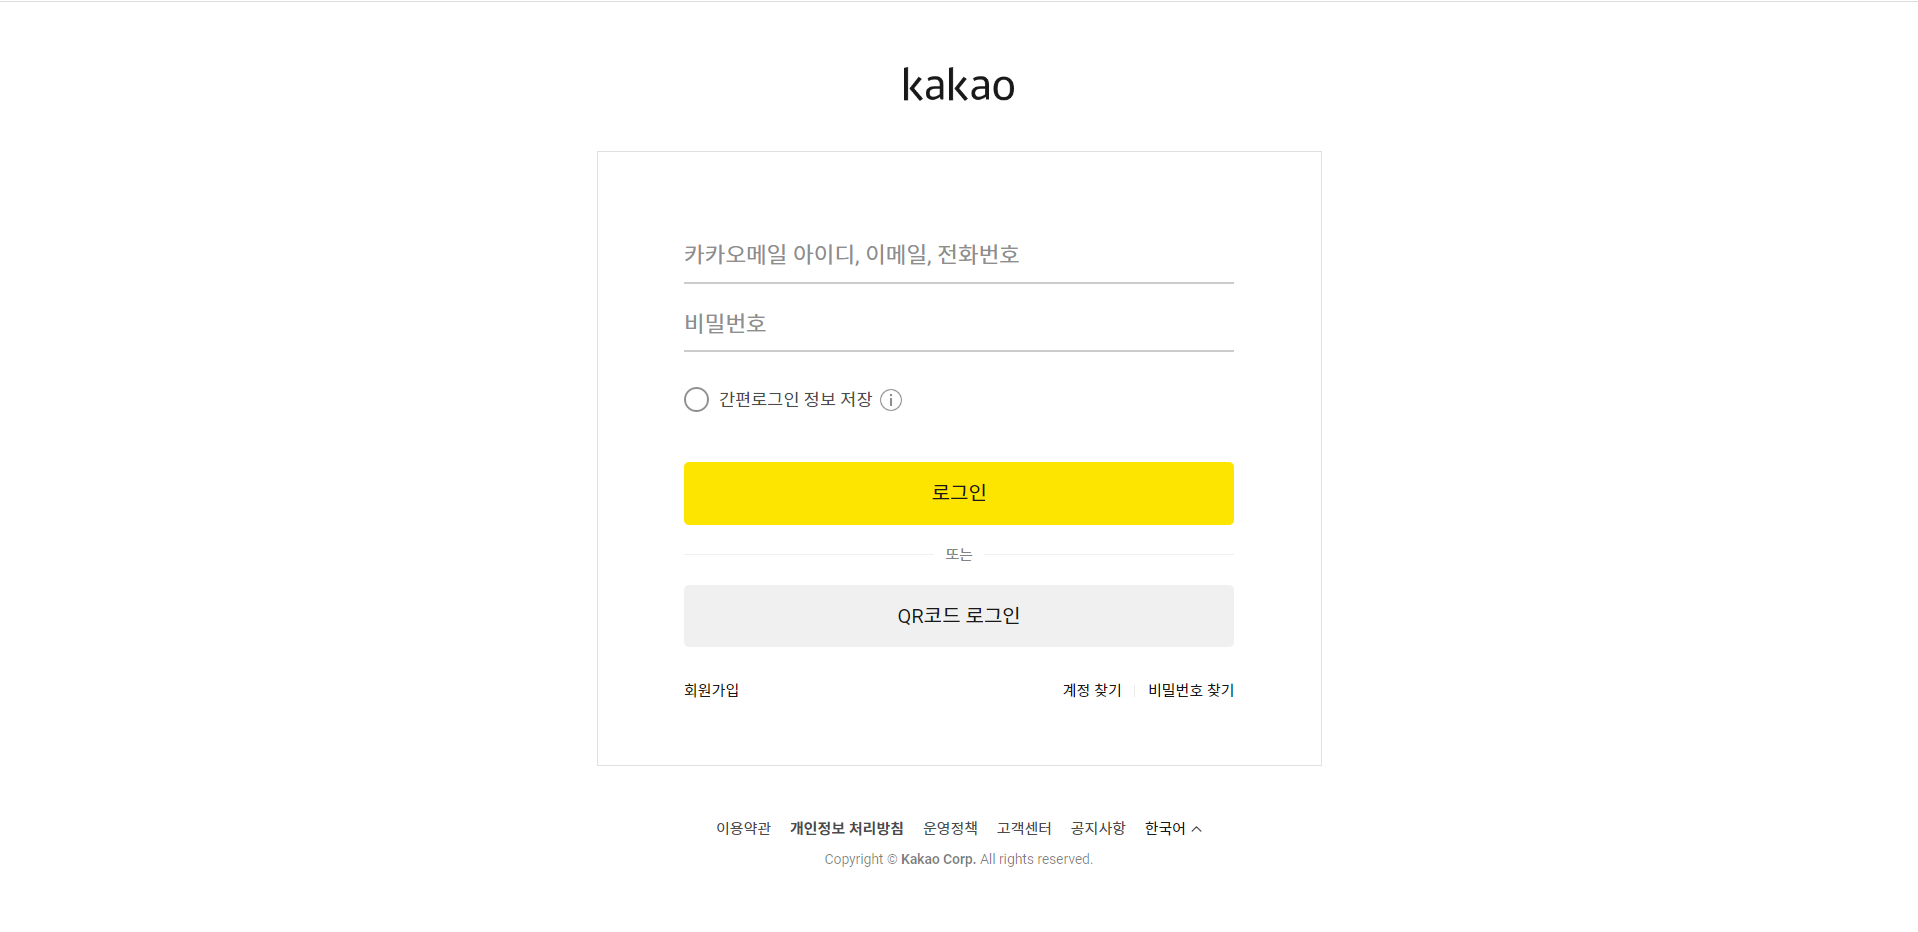 kakao
카카오메일 아이디, 이메일, 전화번호
비밀번호
간편로그인 정보 저장
로그인
또는
QR코드 로그인
회원가입 계정 찾기 비밀번호 찾기
이용약관 개인정보 처리방침 운영정책 고객센터 공지사항 한국어
Copyright © Kakao Corp. All rights reserved.